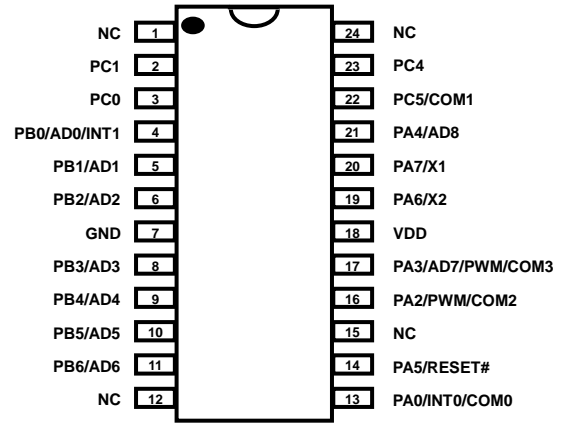 NC 1 24 NC
PC1 2 23 PC4
PC0 3 22 PC5/COM1
PB0/AD0/INT1 4 21 PA4/AD8
PB1/AD1 5 20 PA7/X1
PB2/AD2 6 19 PA6/X2
GND 7 18 VDD
PB3/AD3 8 17 PA3/AD7/PWM/COM3
PB4/AD4 9 16 PA2/PWM/COM2
PB5/AD5 10 15 NC
PB6/AD6 11 14 PA5/RESET#
NC 12 13 PA0/INT0/COM0